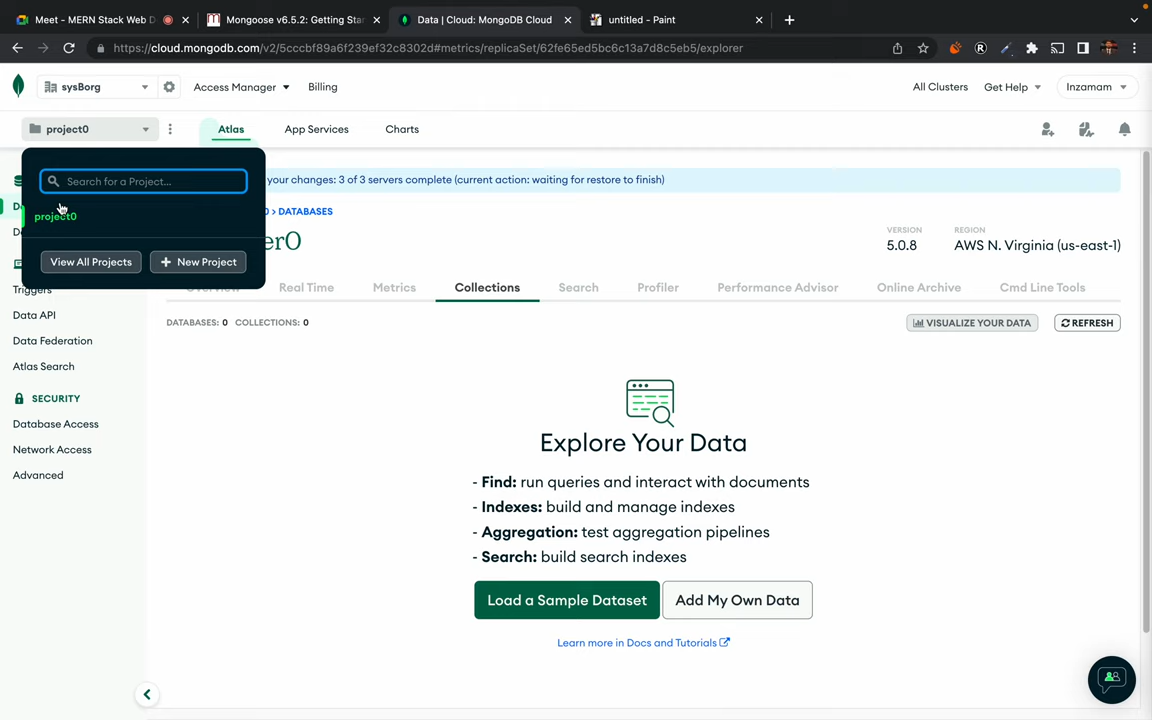 Meet - MERN Stack Web D
Mongoose v6.5.2: Getting Star
Data | Cloud: MongoDB Cloud
untitled - Paint
https://cloud.mongodb.com/v2/5cccbf89a6f239ef32c8302d#metrics/replicaSet/62fe65ed5bc6c13a7d8c5eb5/explorer
sysBorg
Access Manager
Billing
All Clusters
Get Help
Inzamam
project0
Atlas
App Services
Charts
Search for a Project...
project0
View All Projects
+ New Project
your changes: 3 of 3 servers complete (current action: waiting for restore to finish)
> DATABASES
er0
VERSION
5.0.8
REGION
AWS N. Virginia (us-east-1)
Overview
Real Time
Metrics
Collections
Search
Profiler
Performance Advisor
Online Archive
Cmd Line Tools
DATABASES: 0 COLLECTIONS: 0
VISUALIZE YOUR DATA
REFRESH
Triggers
Data API
Data Federation
Atlas Search
SECURITY
Database Access
Network Access
Advanced
Explore Your Data
- Find: run queries and interact with documents
- Indexes: build and manage indexes
- Aggregation: test aggregation pipelines
- Search: build search indexes
Load a Sample Dataset
Add My Own Data
Learn more in Docs and Tutorials